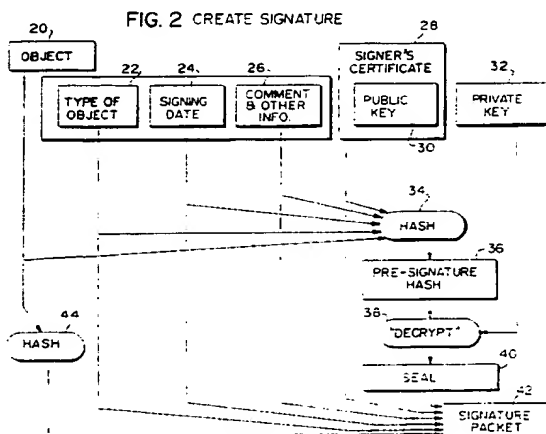 FIG. 2 CREATE SIGNATURE
20
OBJECT
22
TYPE OF
OBJECT
24
SIGNING
DATE
26
COMMENT
& OTHER
INFO.
28
SIGNER'S
CERTIFICATE
PUBLIC
KEY
30
32
PRIVATE
KEY
34
HASH
36
PRE-SIGNATURE
HASH
38
"DECRYPT"
40
SEAL
44
HASH
42
SIGNATURE
PACKET